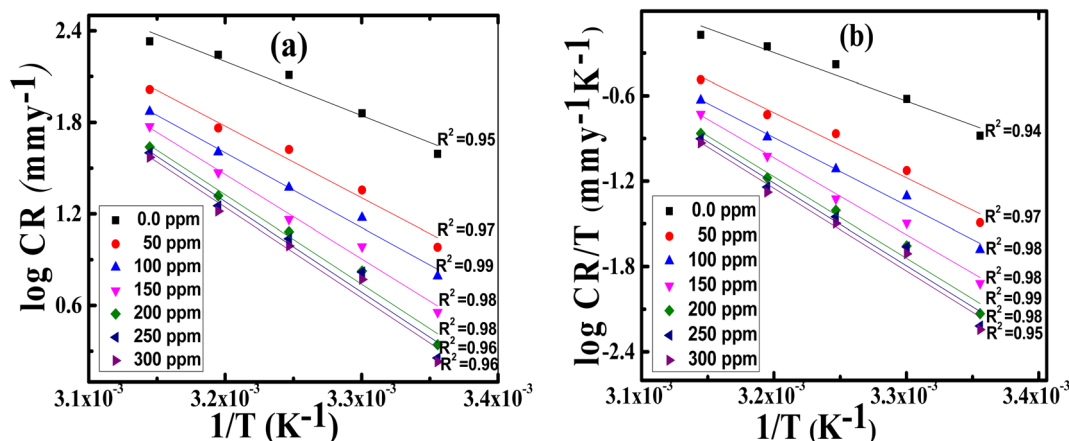 (a)
log CR (mmy⁻¹)
2.4
1.8
1.2
0.6
R²=0.95
R²=0.97
R²=0.99
R²=0.98
R²=0.98
R²=0.96
R²=0.96
0.0 ppm
50 ppm
100 ppm
150 ppm
200 ppm
250 ppm
300 ppm
3.1x10⁻³ 3.2x10⁻³ 3.3x10⁻³ 3.4x10⁻³
1/T (K⁻¹)
(b)
log CR/T (mmy⁻¹K⁻¹)
-0.6
-1.2
-1.8
-2.4
R²=0.94
R²=0.97
R²=0.98
R²=0.98
R²=0.99
R²=0.98
R²=0.95
0.0 ppm
50 ppm
100 ppm
150 ppm
200 ppm
250 ppm
300 ppm
3.1x10⁻³ 3.2x10⁻³ 3.3x10⁻³ 3.4x10⁻³
1/T (K⁻¹)